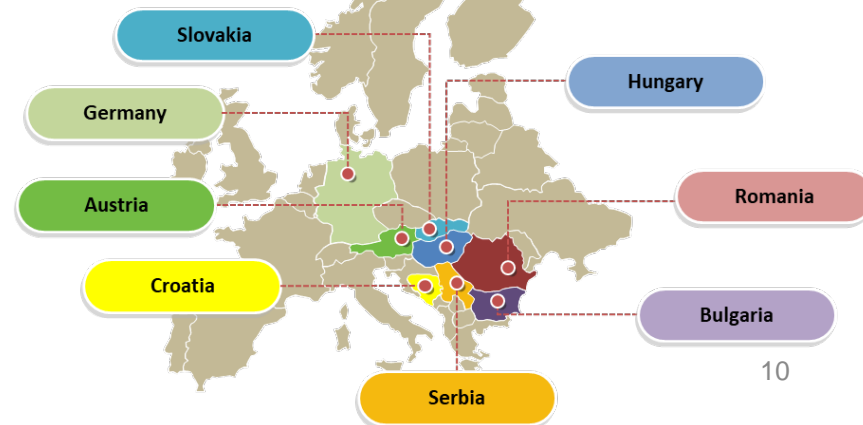 Slovakia
Hungary
Germany
Romania
Austria
Croatia
Bulgaria
10
Serbia